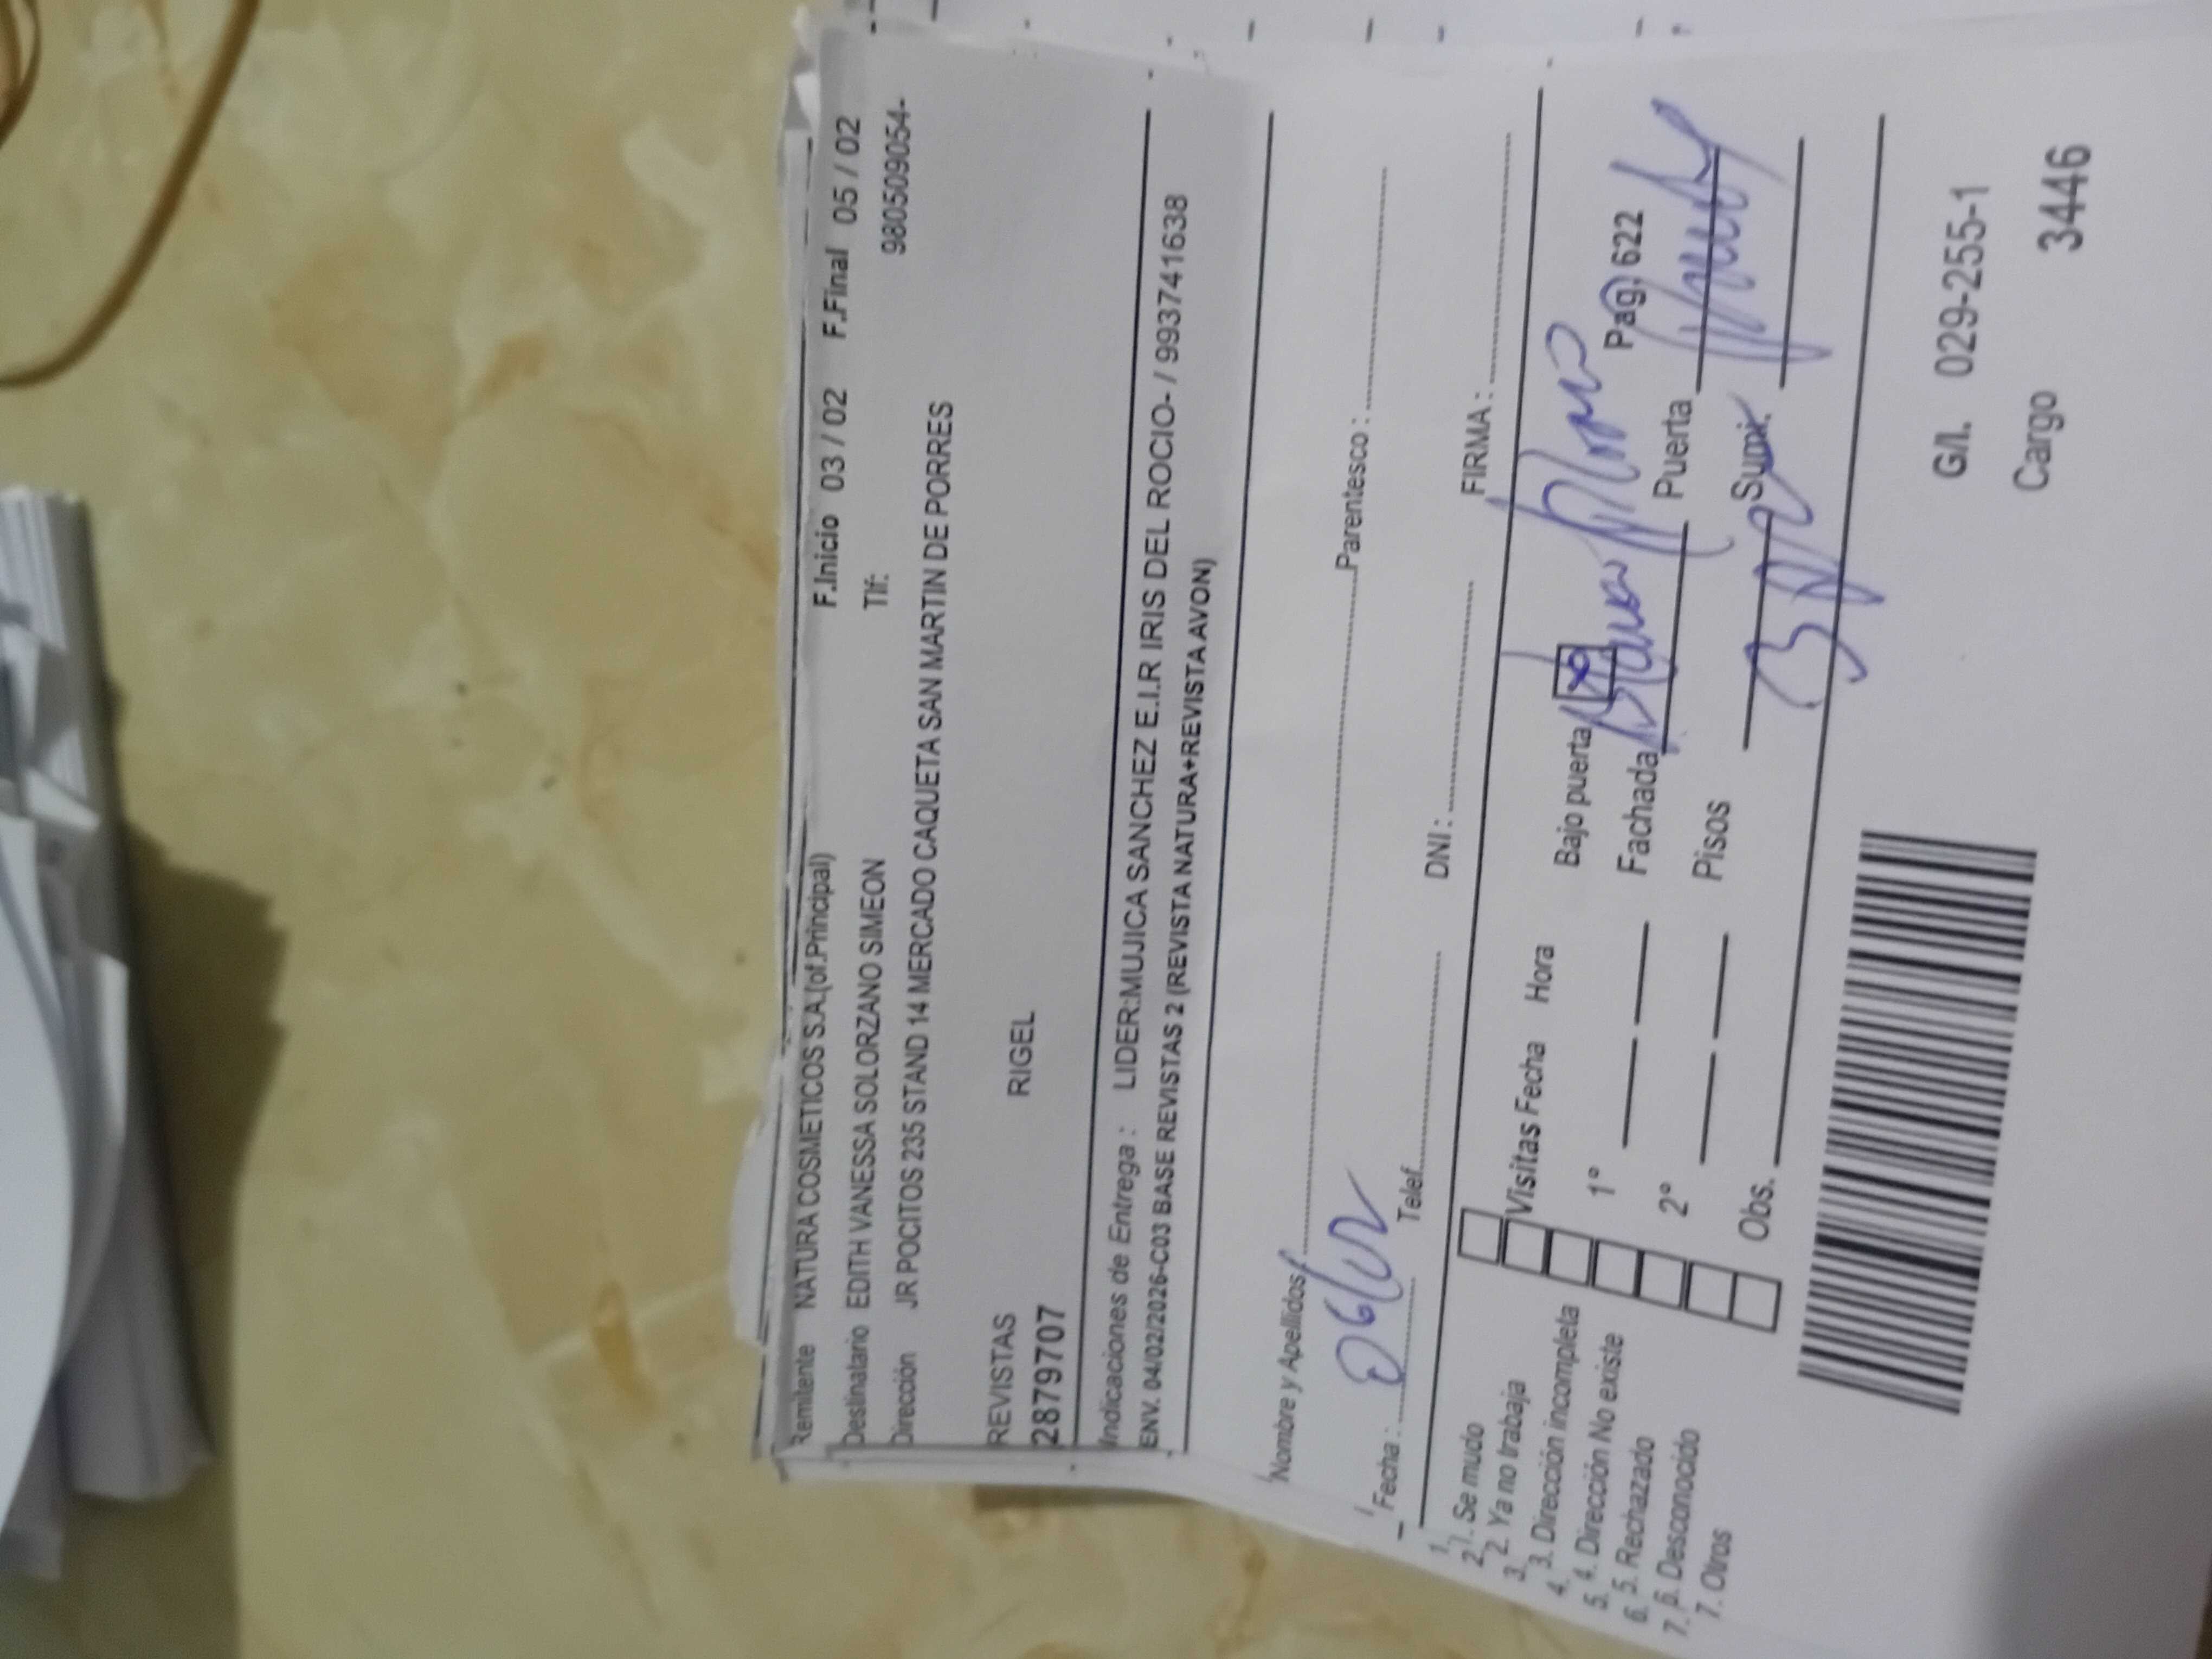 Remitente NATURA COSMETICOS S.A.(of.Principal) F.Inicio 03 / 02 F.Final 05 / 02
Destinatario EDITH VANESSA SOLORZANO SIMEON Tlf: 980509054-
Dirección JR POCITOS 235 STAND 14 MERCADO CAQUETA SAN MARTIN DE PORRES
REVISTAS RIGEL
2879707
Indicaciones de Entrega : LIDER:MUJICA SANCHEZ E.I.R IRIS DEL ROCIO- / 993741638
ENV. 04/02/2026-C03 BASE REVISTAS 2 (REVISTA NATURA+REVISTA AVON)
Nombre y Apellidos Parentesco :
Fecha : Telef. DNI : FIRMA :
1. Se mudo
2. Ya no trabaja
3. Dirección incompleta
4. Dirección No existe
5. Rechazado
6. Desconocido
7. Otros
Visitas Fecha Hora Bajo puerta Pag) 622
1° Fachada Blanco Puerta
2° Pisos 3 Sumi.
Obs.
G/l. 029-255-1
Cargo 3446